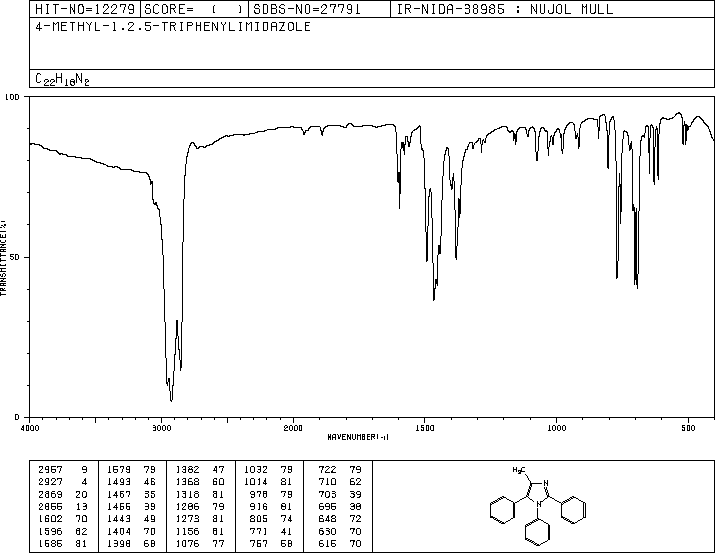 HIT-NO=12279 SCORE= ( ) SDBS-NO=27791 IR-NIDA-38985 : NUJOL MULL
4-METHYL-1,2,5-TRIPHENYLIMIDAZOLE
C22H18N2
100
TRANSMITTANCE(%)
50
0
4000 3000 2000 1500 1000 500
WAVENUMBER(-1)
2957 9 1579 79 1382 47 1032 79 722 79
2927 4 1493 46 1368 60 1014 81 710 62
2869 20 1467 35 1318 81 978 79 703 39
2855 13 1455 39 1286 79 916 81 695 38
1602 70 1443 49 1273 81 805 74 648 72
1596 62 1404 70 1156 81 771 41 630 70
1585 81 1398 68 1076 77 757 58 615 70
H3C
N
N